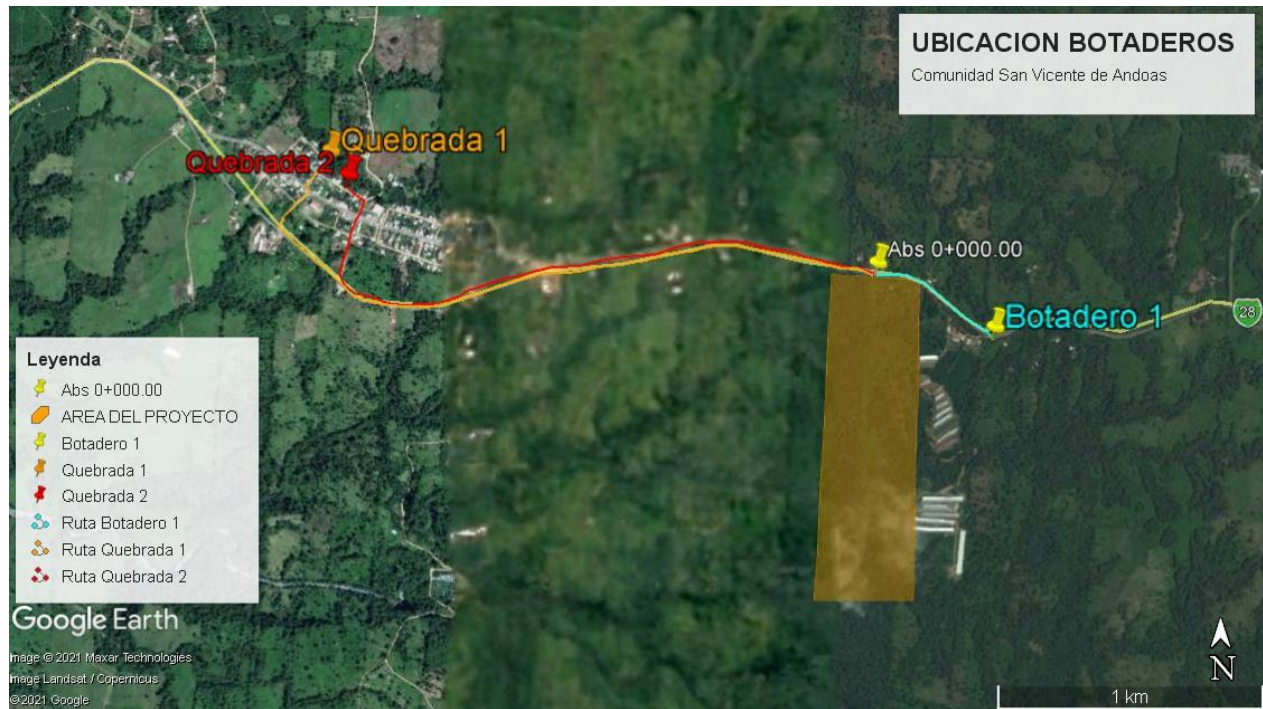 UBICACION BOTADEROS
Comunidad San Vicente de Andoas
Quebrada 1
Quebrada 2
Abs 0+000.00
Botadero 1
28
Leyenda
Abs 0+000.00
AREA DEL PROYECTO
Botadero 1
Quebrada 1
Quebrada 2
Ruta Botadero 1
Ruta Quebrada 1
Ruta Quebrada 2
Google Earth
Image © 2021 Maxar Technologies
Image Landsat / Copernicus
©2021 Google
N
1 km